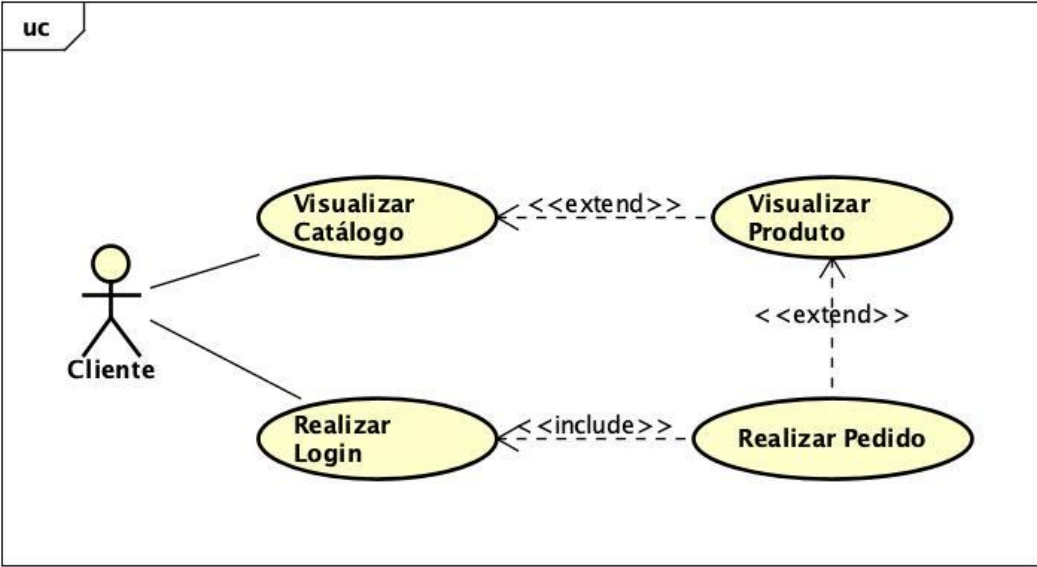 uc
Visualizar
Catálogo
<<extend>>
Visualizar
Produto
<<extend>>
Cliente
Realizar
Login
<<include>>
Realizar Pedido